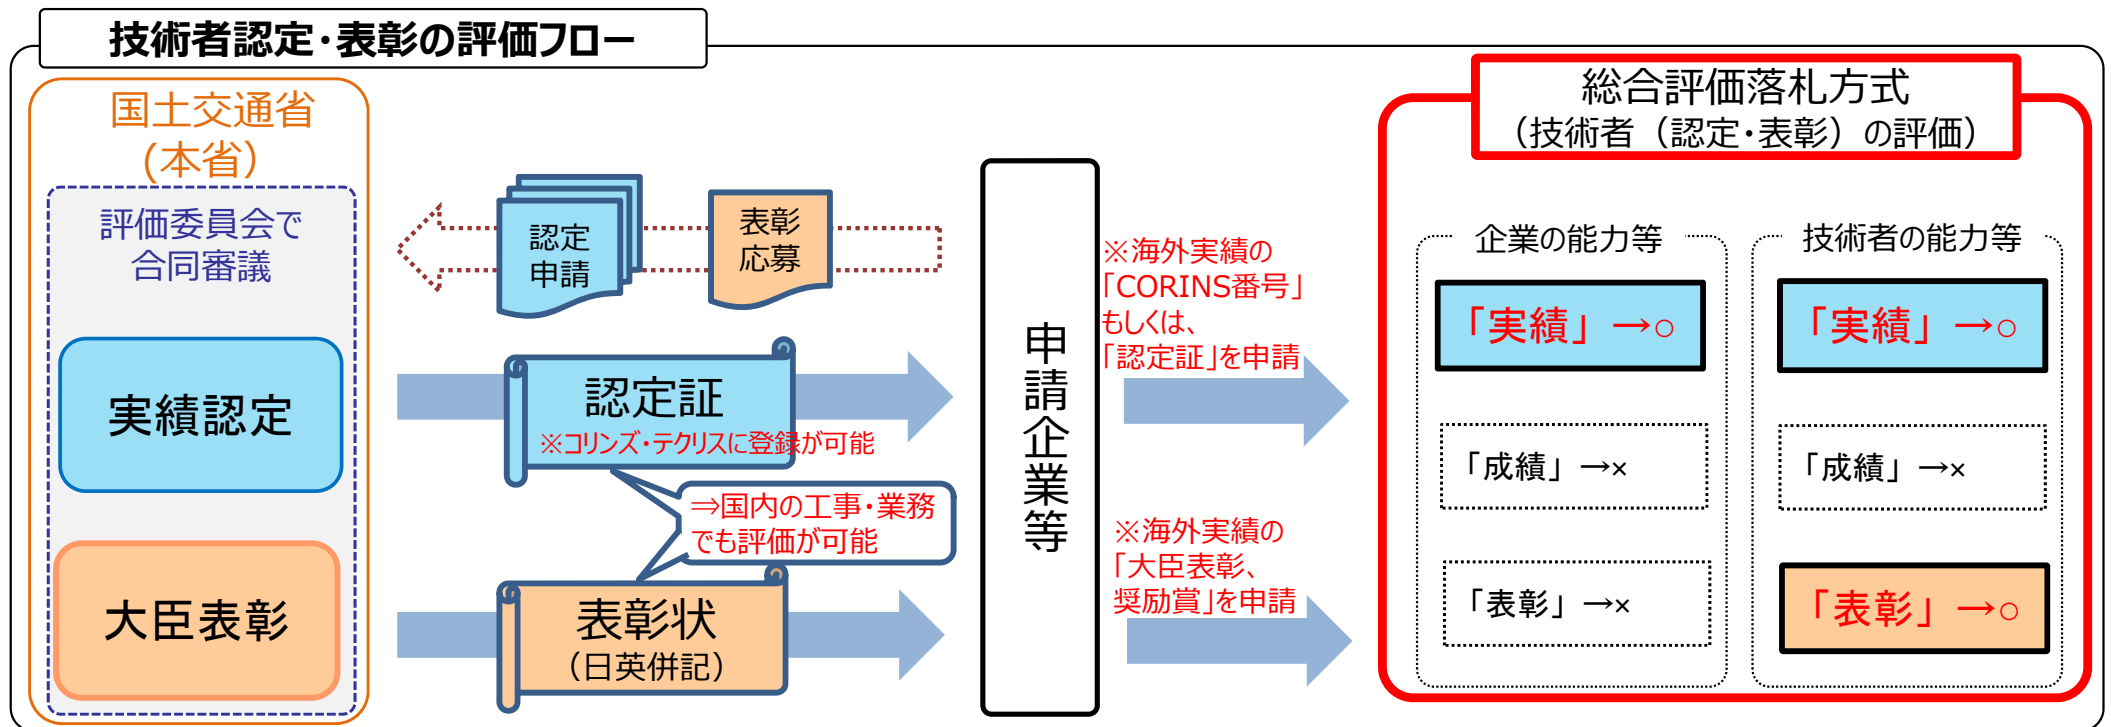 技術者認定・表彰の評価フロー
国土交通省
(本省)
評価委員会で
合同審議
実績認定
大臣表彰
認定
申請
表彰
応募
認定証
※コリンズ・テクリスに登録が可能
⇒国内の工事・業務
でも評価が可能
表彰状
（日英併記）
申請企業等
※海外実績の
「CORINS番号」
もしくは、
「認定証」を申請
※海外実績の
「大臣表彰、
奨励賞」を申請
総合評価落札方式
（技術者（認定・表彰）の評価）
企業の能力等
「実績」→○
「成績」→×
「表彰」→×
技術者の能力等
「実績」→○
「成績」→×
「表彰」→○